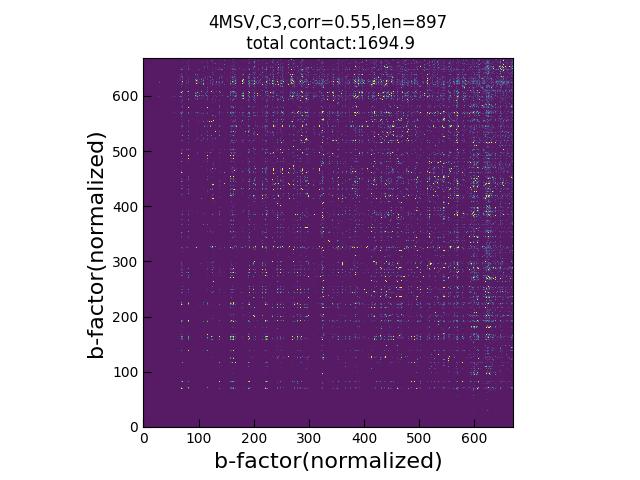 4MSV,C3,corr=0.55,len=897
total contact:1694.9
b-factor(normalized)
600
500
400
300
200
100
0
0 100 200 300 400 500 600
b-factor(normalized)